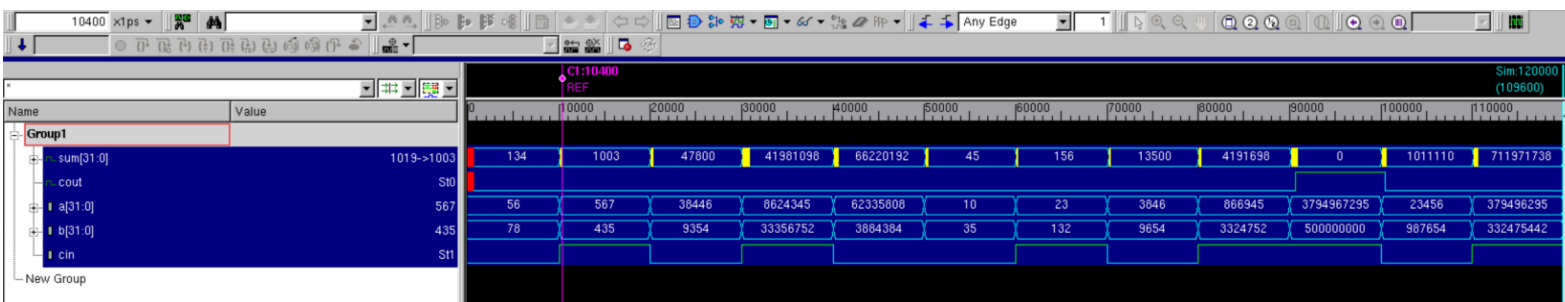 10400 x1ps Any Edge 1
C1:10400
REF
Sim:120000
(109600)
*
Name Value 0 10000 20000 30000 40000 50000 60000 70000 80000 90000 100000 110000
Group1
sum[31:0] 1019->1003 134 1003 47800 41981098 66220192 45 156 13500 4191698 0 1011110 711971738
cout St0
a[31:0] 567 56 567 38446 8624345 62335808 10 23 3846 866945 3794967295 23456 379496295
b[31:0] 435 78 435 9354 33356752 3884384 35 132 9654 3324752 500000000 987654 332475442
cin St1
New Group